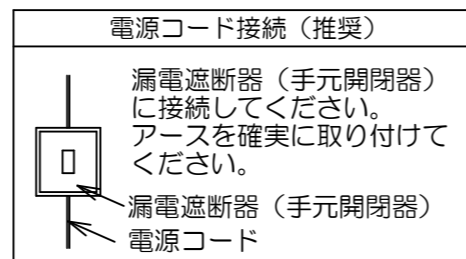 電源コード接続（推奨）
漏電遮断器（手元開閉器）
に接続してください。
アースを確実に取り付けて
ください。
漏電遮断器（手元開閉器）
電源コード